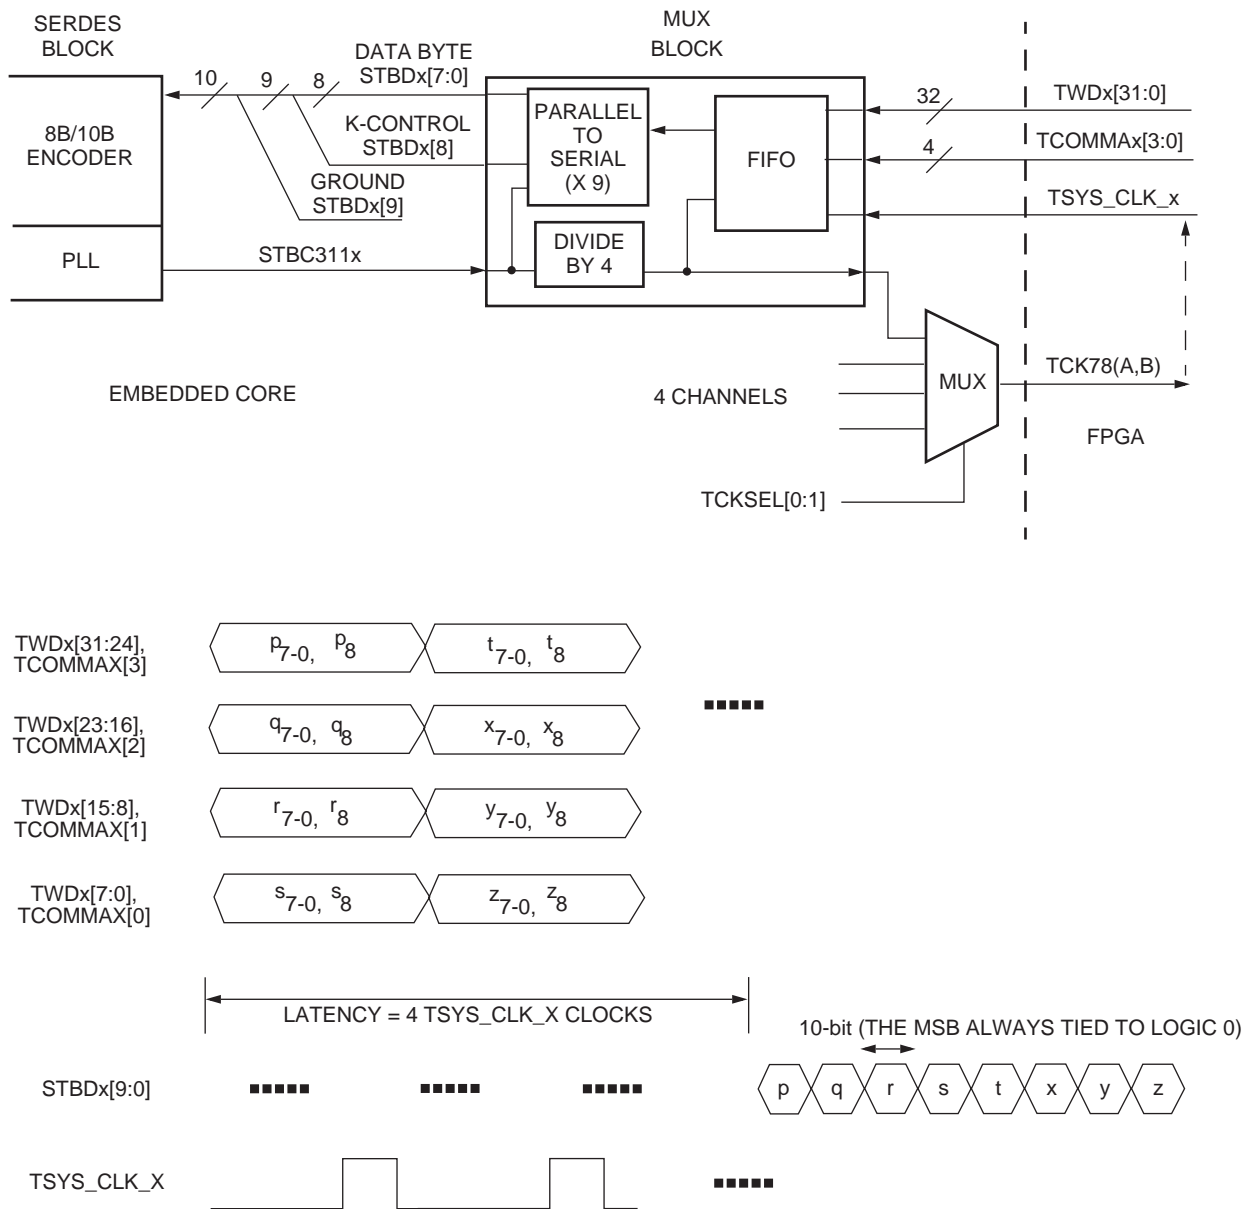 SERDES
BLOCK
MUX
BLOCK
10
9
8
DATA BYTE
STBDx[7:0]
K-CONTROL
STBDx[8]
GROUND
STBDx[9]
8B/10B
ENCODER
PLL
STBC311x
PARALLEL
TO
SERIAL
(X 9)
FIFO
DIVIDE
BY 4
32
TWDx[31:0]
4
TCOMMAx[3:0]
TSYS_CLK_x
EMBEDDED CORE
4 CHANNELS
MUX
TCK78(A,B)
FPGA
TCKSEL[0:1]
TWDx[31:24],
TCOMMAX[3]
p7-0, p8
t7-0, t8
TWDx[23:16],
TCOMMAX[2]
q7-0, q8
x7-0, x8
TWDx[15:8],
TCOMMAX[1]
r7-0, r8
y7-0, y8
TWDx[7:0],
TCOMMAX[0]
s7-0, s8
z7-0, z8
LATENCY = 4 TSYS_CLK_X CLOCKS
10-bit (THE MSB ALWAYS TIED TO LOGIC 0)
STBDx[9:0]
p q r s t x y z
TSYS_CLK_X